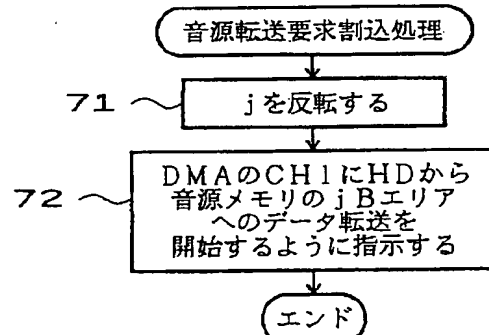 音源転送要求割込処理
71
jを反転する
72
DMAのCH1にHDから
音源メモリのjBエリア
へのデータ転送を
開始するように指示する
エンド